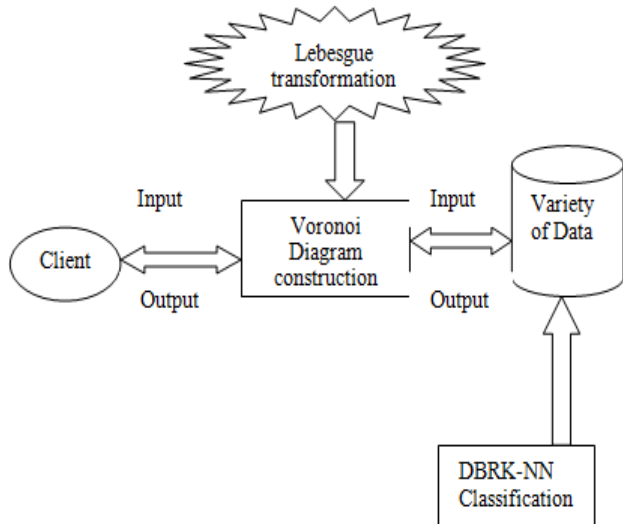 Lebesgue
transformation
Input
Input
Variety
of Data
Voronoi
Diagram
construction
Client
Output
Output
DBRK-NN
Classification